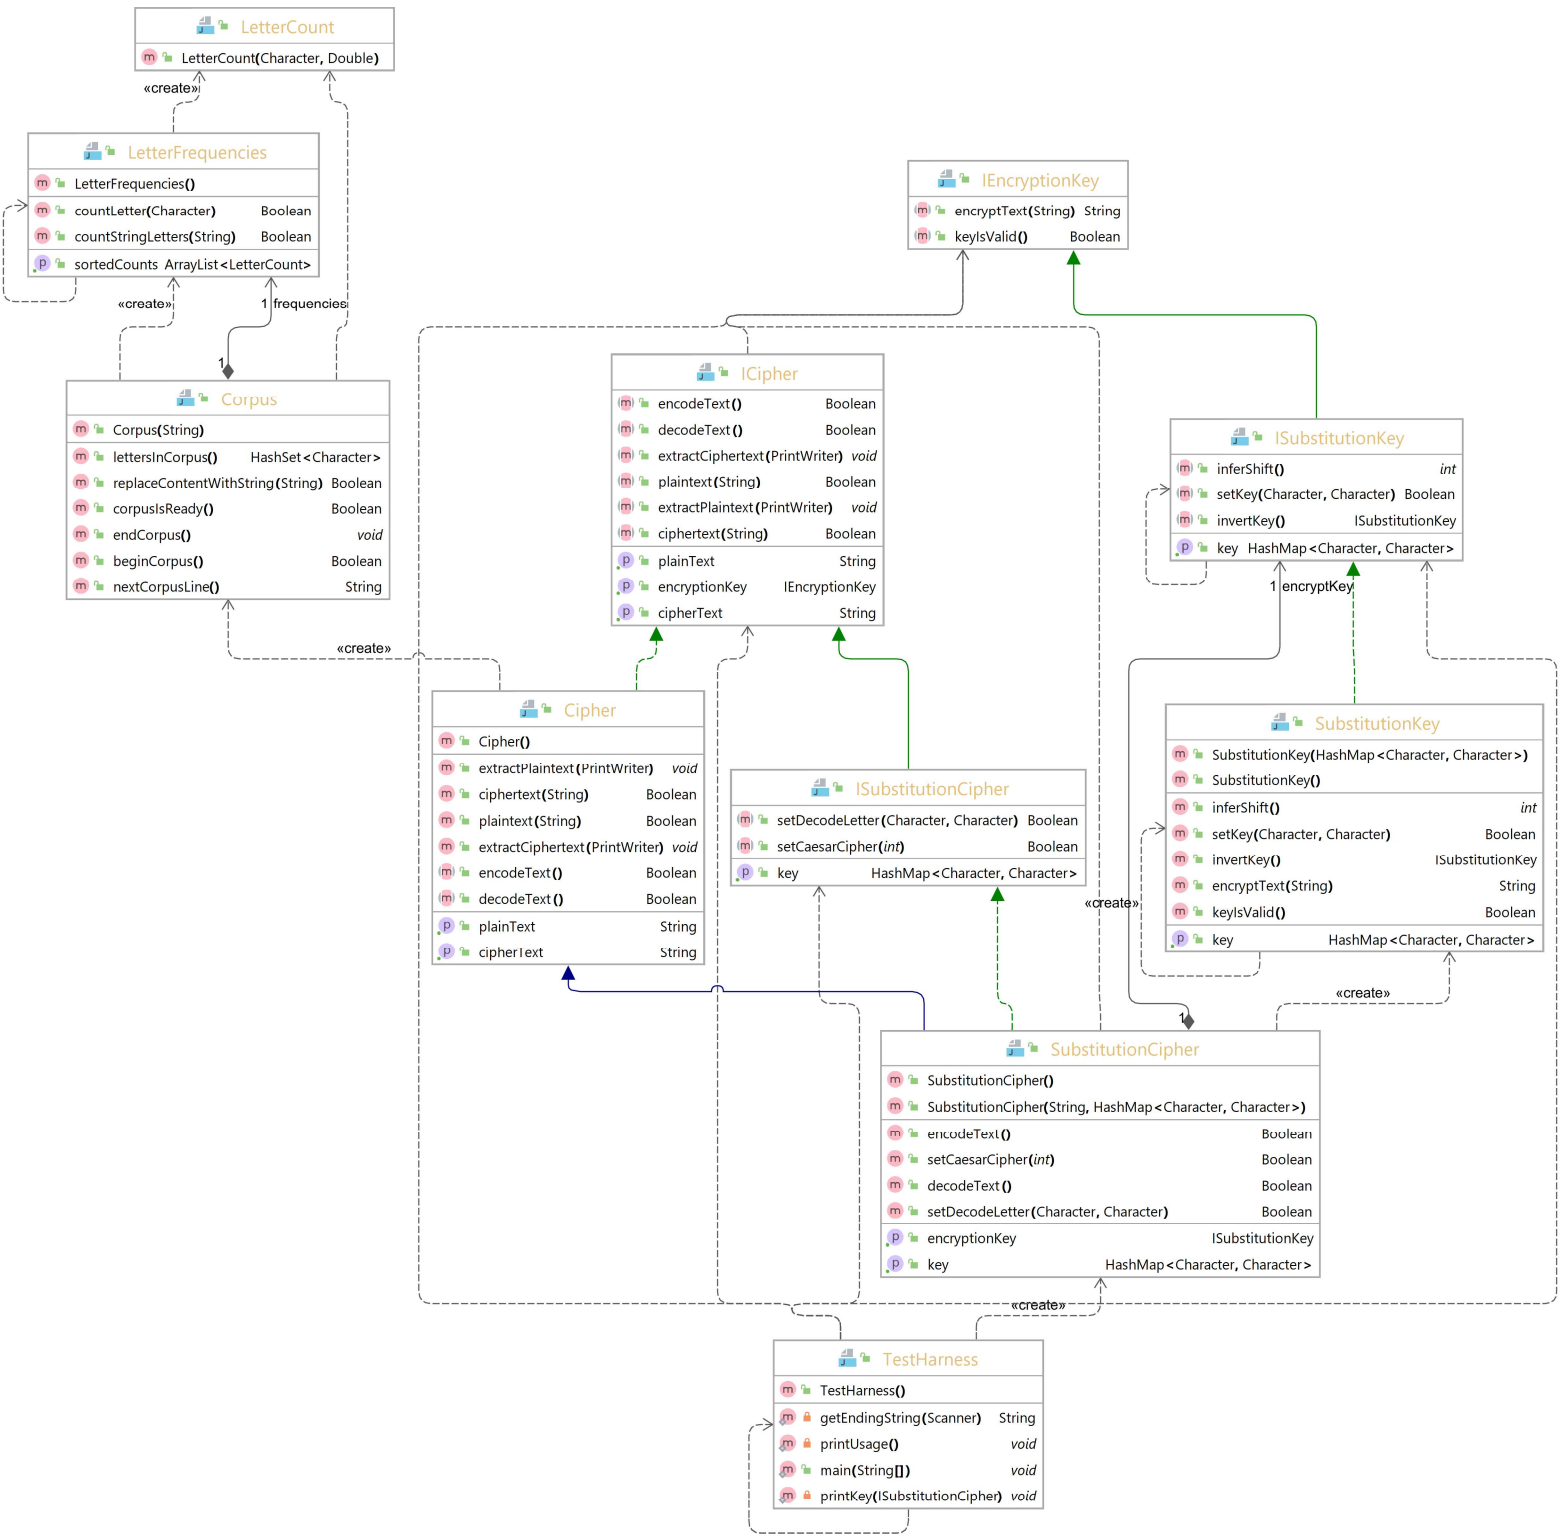 LetterCount
LetterCount(Character, Double)
«create»
LetterFrequencies
LetterFrequencies()
countLetter(Character) Boolean
countStringLetters(String) Boolean
sortedCounts ArrayList<LetterCount>
«create»
1 frequencies
1
Corpus
Corpus(String)
lettersInCorpus() HashSet<Character>
replaceContentWithString(String) Boolean
corpusIsReady() Boolean
endCorpus() void
beginCorpus() Boolean
nextCorpusLine() String
«create»
IEncryptionKey
encryptText(String) String
keyIsValid() Boolean
ICipher
encodeText() Boolean
decodeText() Boolean
extractCiphertext(PrintWriter) void
plaintext(String) Boolean
extractPlaintext(PrintWriter) void
ciphertext(String) Boolean
plainText String
encryptionKey IEncryptionKey
cipherText String
ISubstitutionKey
inferShift() int
setKey(Character, Character) Boolean
invertKey() ISubstitutionKey
key HashMap<Character, Character>
1 encryptKey
Cipher
Cipher()
extractPlaintext(PrintWriter) void
ciphertext(String) Boolean
plaintext(String) Boolean
extractCiphertext(PrintWriter) void
encodeText() Boolean
decodeText() Boolean
plainText String
cipherText String
ISubstitutionCipher
setDecodeLetter(Character, Character) Boolean
setCaesarCipher(int) Boolean
key HashMap<Character, Character>
SubstitutionKey
SubstitutionKey(HashMap<Character, Character>)
SubstitutionKey()
inferShift() int
setKey(Character, Character) Boolean
invertKey() ISubstitutionKey
encryptText(String) String
keyIsValid() Boolean
key HashMap<Character, Character>
«create»
«create»
1
SubstitutionCipher
SubstitutionCipher()
SubstitutionCipher(String, HashMap<Character, Character>)
encodeText() Boolean
setCaesarCipher(int) Boolean
decodeText() Boolean
setDecodeLetter(Character, Character) Boolean
encryptionKey ISubstitutionKey
key HashMap<Character, Character>
«create»
TestHarness
TestHarness()
getEndingString(Scanner) String
printUsage() void
main(String[]) void
printKey(ISubstitutionCipher) void